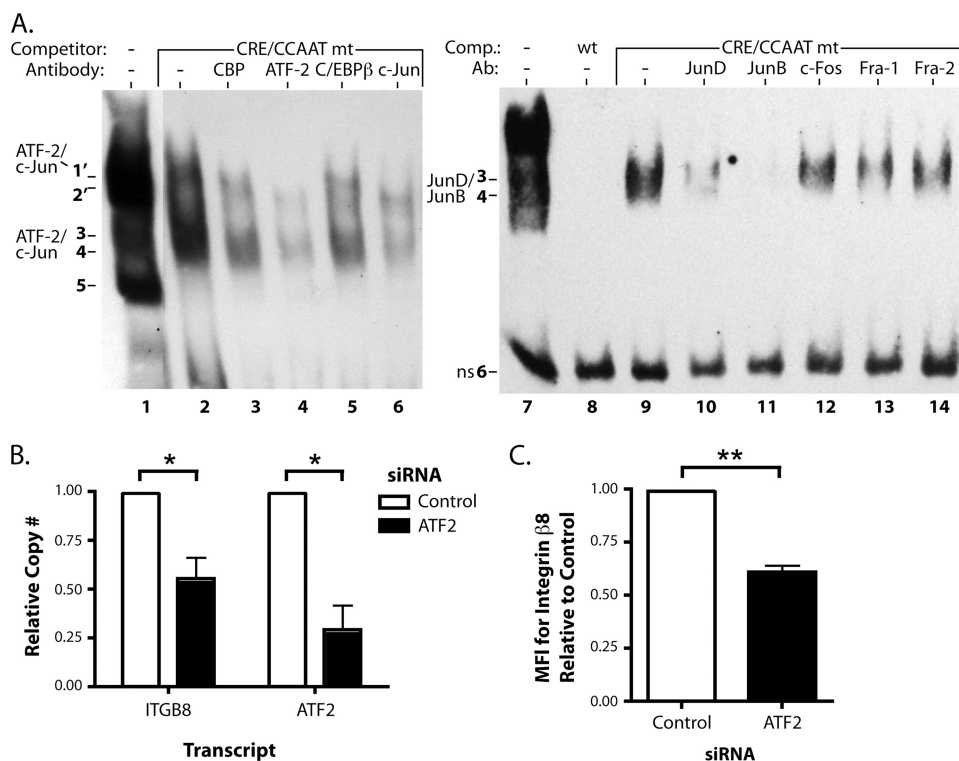 A.
Competitor: - CRE/CCAAT mt
Antibody: - - CBP ATF-2 C/EBPβ c-Jun
ATF-2/
c-Jun 1'
2'
ATF-2/ 3
c-Jun 4
5
1 2 3 4 5 6
Comp.: - wt CRE/CCAAT mt
Ab: - - - JunD JunB c-Fos Fra-1 Fra-2
JunD/ 3
JunB 4
ns 6
7 8 9 10 11 12 13 14
B.
Relative Copy #
1.00
0.75
0.50
0.25
0.00
* *
siRNA
Control
ATF2
ITGB8 ATF2
Transcript
C.
MFI for Integrin β8
Relative to Control
1.00
0.75
0.50
0.25
0.00
**
Control ATF2
siRNA